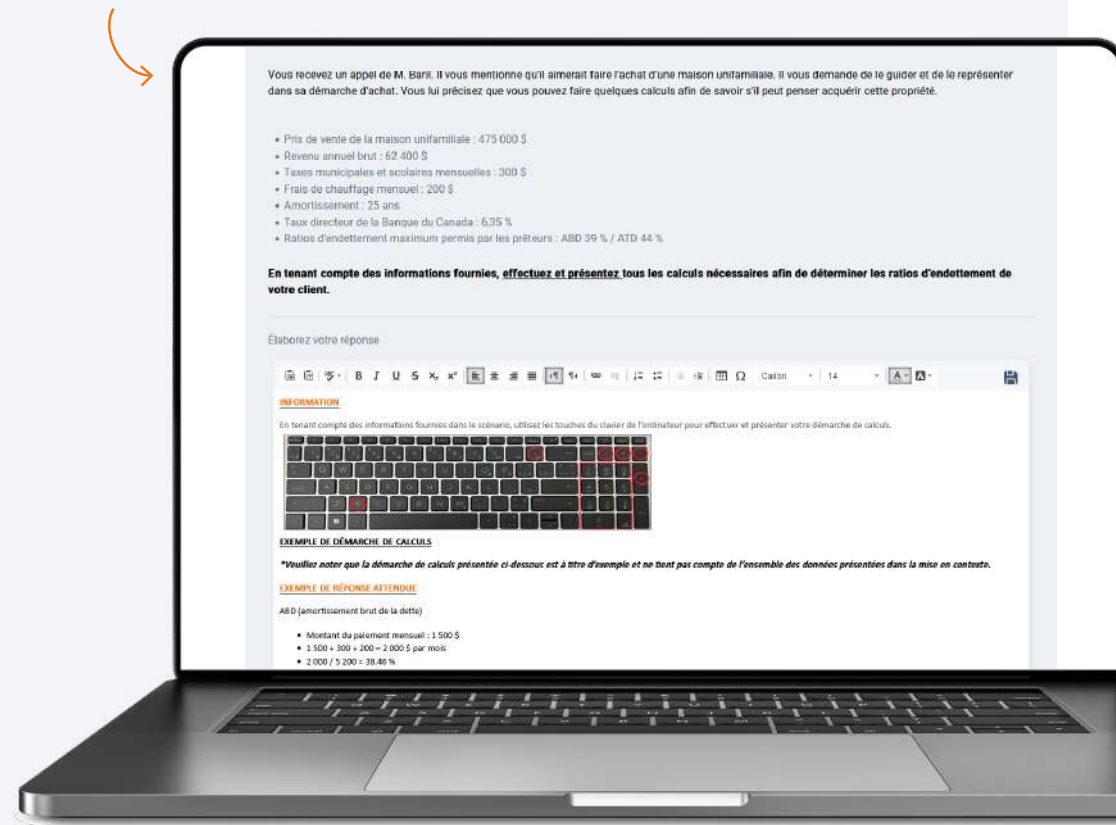 Vous recevez un appel de M. Baril. Il vous mentionne qu'il aimerait faire l'achat d'une maison unifamiliale. Il vous demande de le guider et de le représenter
dans sa démarche d'achat. Vous lui précisez que vous pouvez faire quelques calculs afin de savoir s'il peut penser acquérir cette propriété.
• Prix de vente de la maison unifamiliale : 475 000 $
• Revenu annuel brut : 62 400 $
• Taxes municipales et scolaires mensuelles : 300 $
• Frais de chauffage mensuel : 200 $
• Amortissement : 25 ans
• Taux directeur de la Banque du Canada : 6,35 %
• Ratios d'endettement maximum permis par les prêteurs : ABD 39 % / ATD 44 %
En tenant compte des informations fournies, effectuez et présentez tous les calculs nécessaires afin de déterminer les ratios d'endettement de
votre client.
Élaborez votre réponse
B I U S x₂ x² Ω Calibri 14 A A
INFORMATION
En tenant compte des informations fournies dans le scénario, utilisez les touches du clavier de l'ordinateur pour effectuer et présenter votre démarche de calculs.
EXEMPLE DE DÉMARCHE DE CALCULS
*Veuillez noter que la démarche de calculs présentée ci-dessous est à titre d'exemple et ne tient pas compte de l'ensemble des données présentées dans la mise en contexte.
EXEMPLE DE RÉPONSE ATTENDUE
ABD (amortissement brut de la dette)
• Montant du paiement mensuel : 1 500 $
• 1 500 + 300 + 200 = 2 000 $ par mois
• 2 000 / 5 200 = 38.46 %